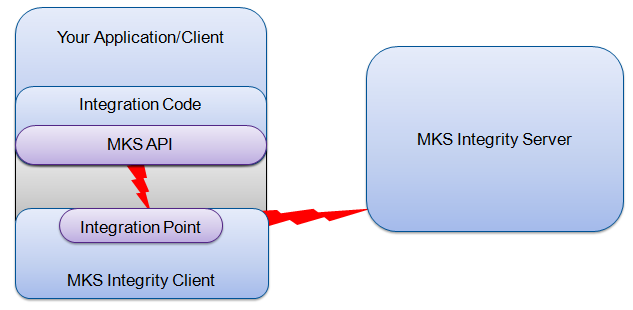 Your Application/Client
Integration Code
MKS API
MKS Integrity Server
Integration Point
MKS Integrity Client